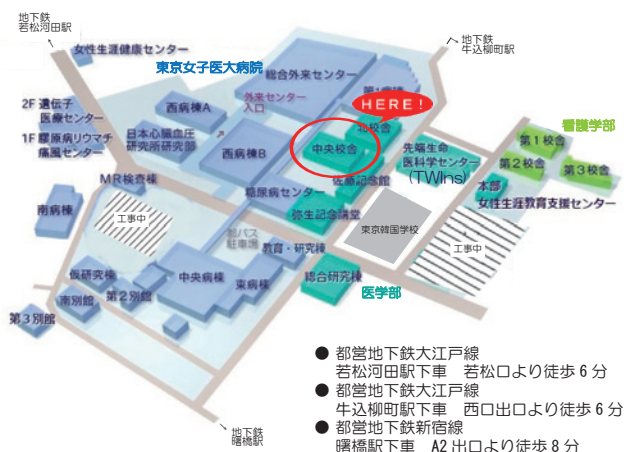 地下鉄
若松河田駅
女性生涯健康センター
東京女子医大病院
地下鉄
牛込柳町駅
総合外来センター
外来センター
入口
HERE!
2F 遺伝子
医療センター
1F 膠原病リウマチ
痛風センター
西病棟A
日本心臓血圧
研究所研究部
西病棟B
北校舎
中央校舎
先端生命
医科学センター
(TWIns)
看護学部
第1校舎
第2校舎
第3校舎
佐藤記念館
本部
女性生涯教育支援センター
MR検査棟
糖尿病センター
弥生記念講堂
南病棟
工事中
駐車場
東京韓国学校
工事中
教育・研究棟
仮研究棟
中央病棟
東病棟
総合研究棟
医学部
第2別館
南別館
第3別館
地下鉄
曙橋駅
● 都営地下鉄大江戸線
若松河田駅下車 若松口より徒歩6分
● 都営地下鉄大江戸線
牛込柳町駅下車 西口出口より徒歩6分
● 都営地下鉄新宿線
曙橋駅下車 A2出口より徒歩8分